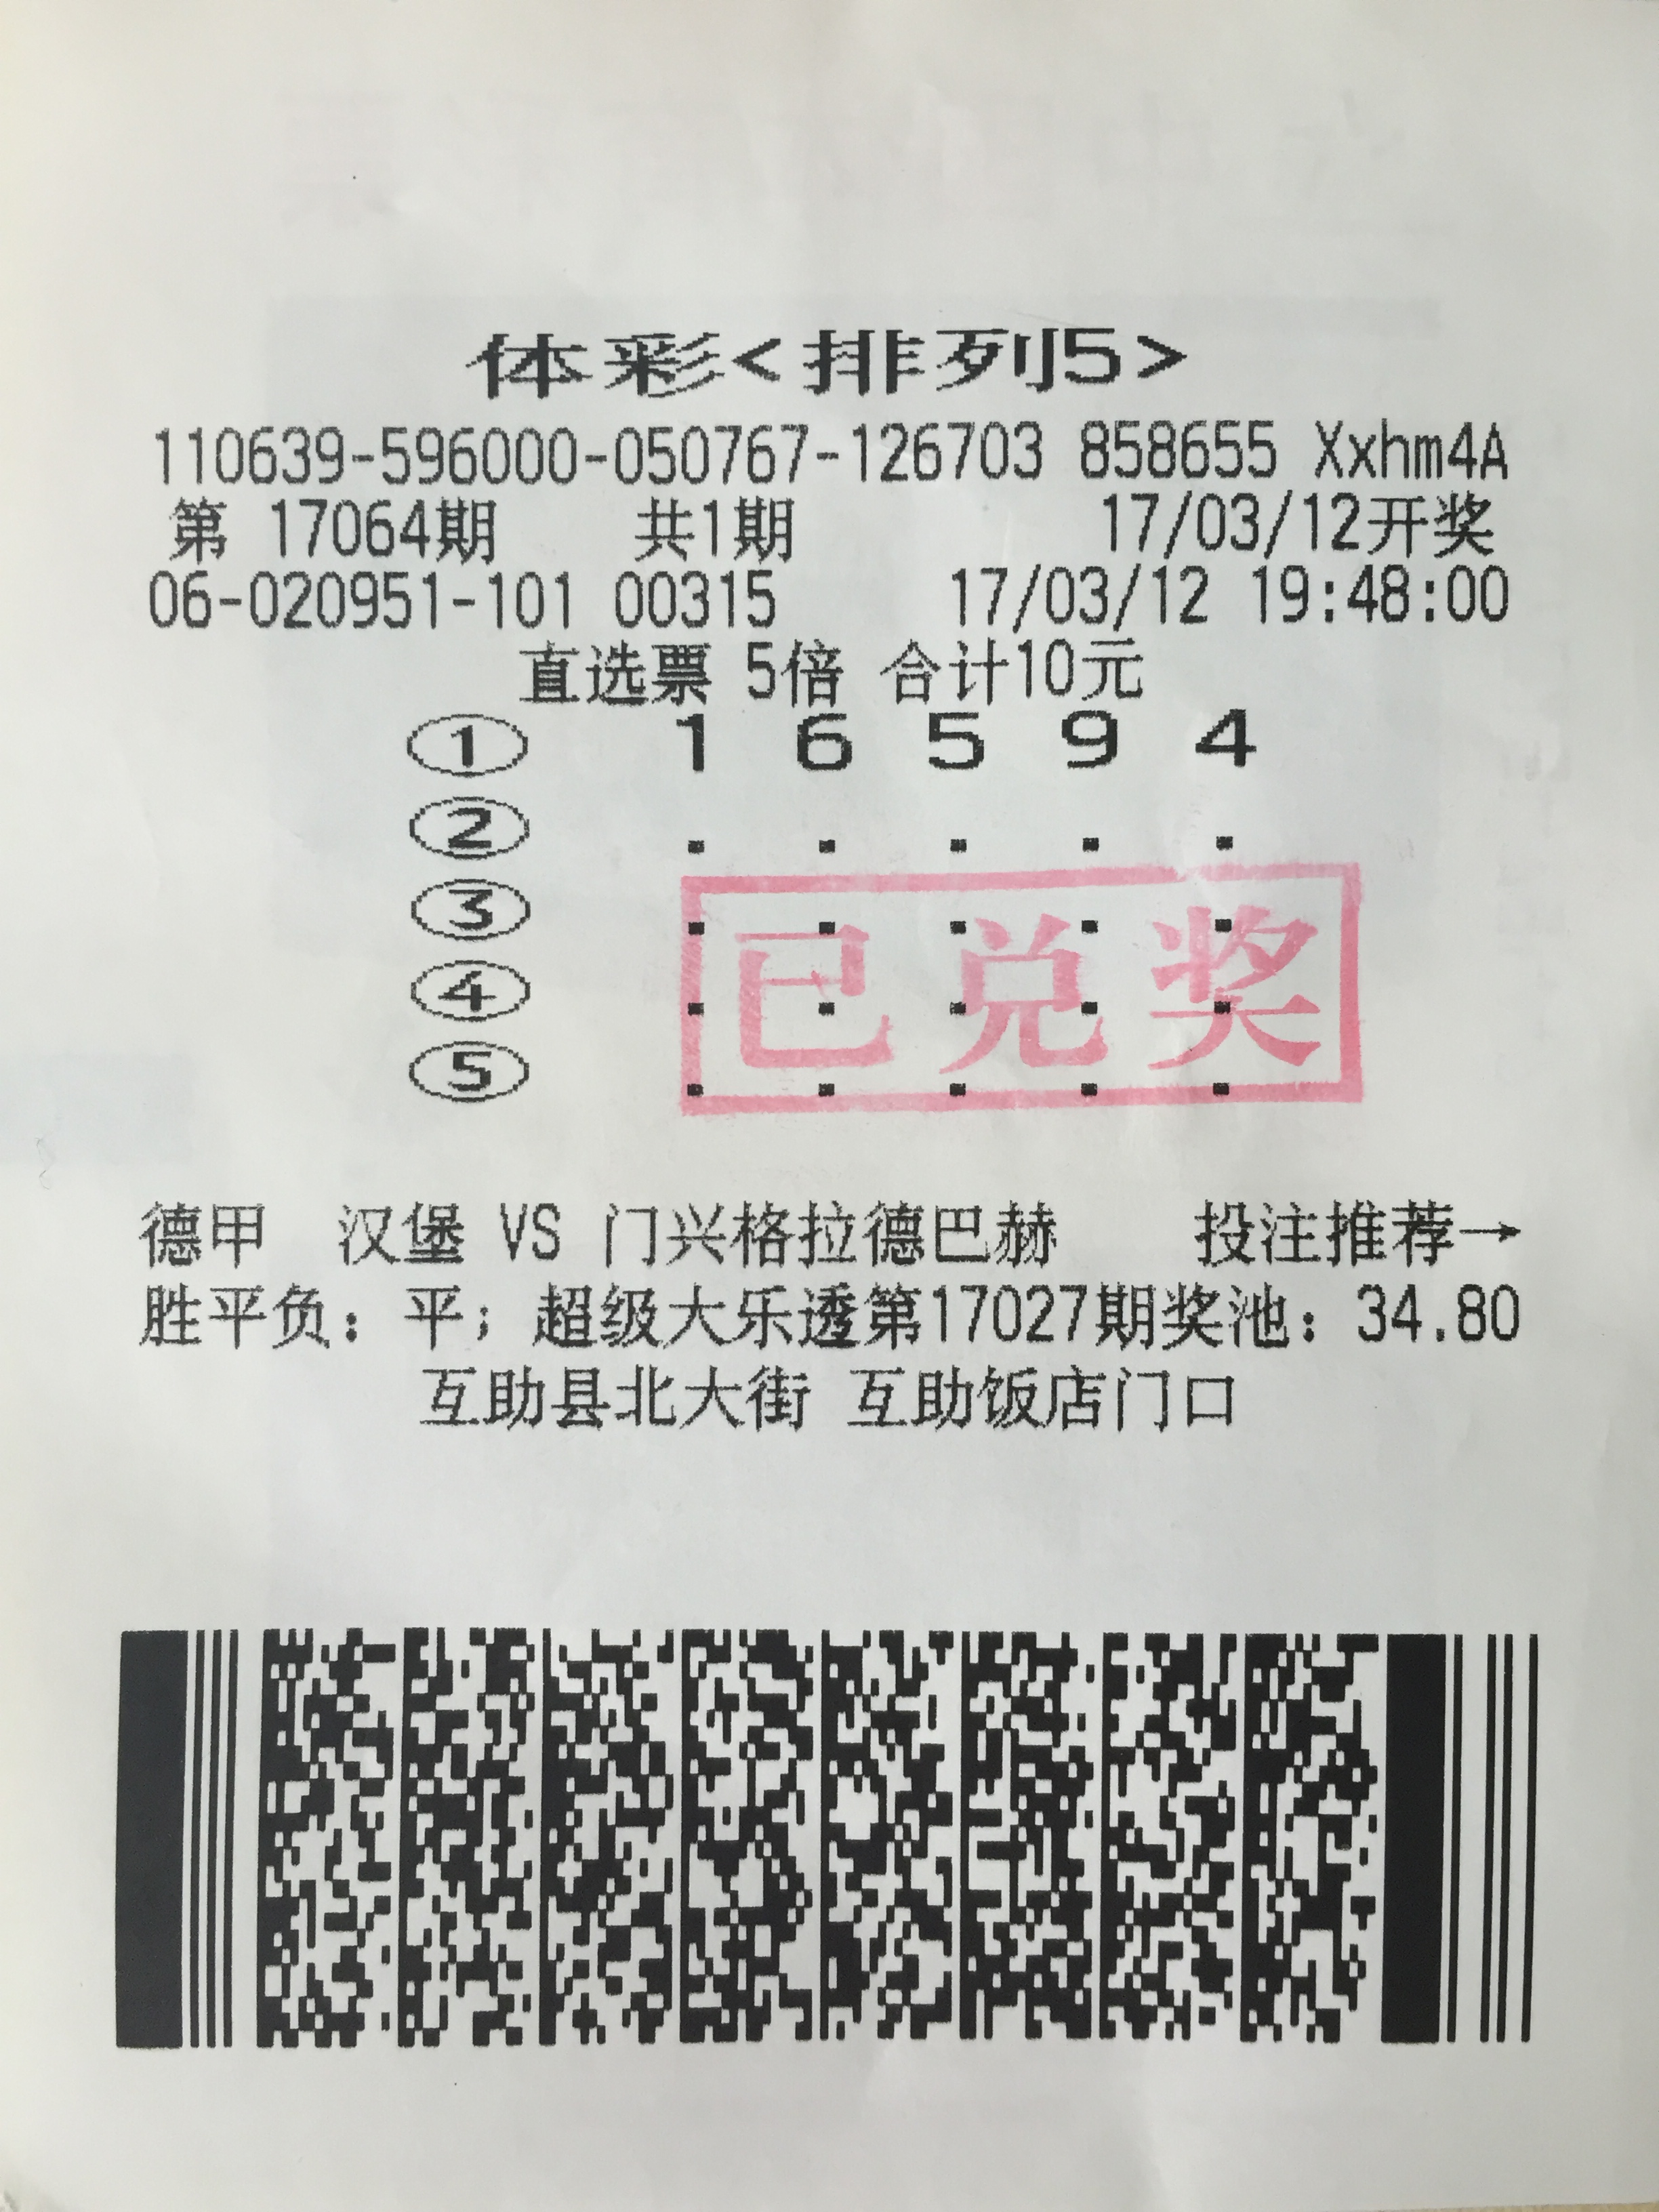 体彩<排列5>
110639-596000-050767-126703 858655 Xxhm4A
第 17064期 共1期 17/03/12开奖
06-020951-101 00315 17/03/12 19:48:00
直选票 5倍 合计10元
① 1 6 5 9 4
② . . . . .
③ . . . . .
④ . . . . .
⑤ . . . . .
已兑奖
德甲 汉堡 VS 门兴格拉德巴赫 投注推荐→
胜平负：平；超级大乐透第17027期奖池：34.80
互助县北大街 互助饭店门口